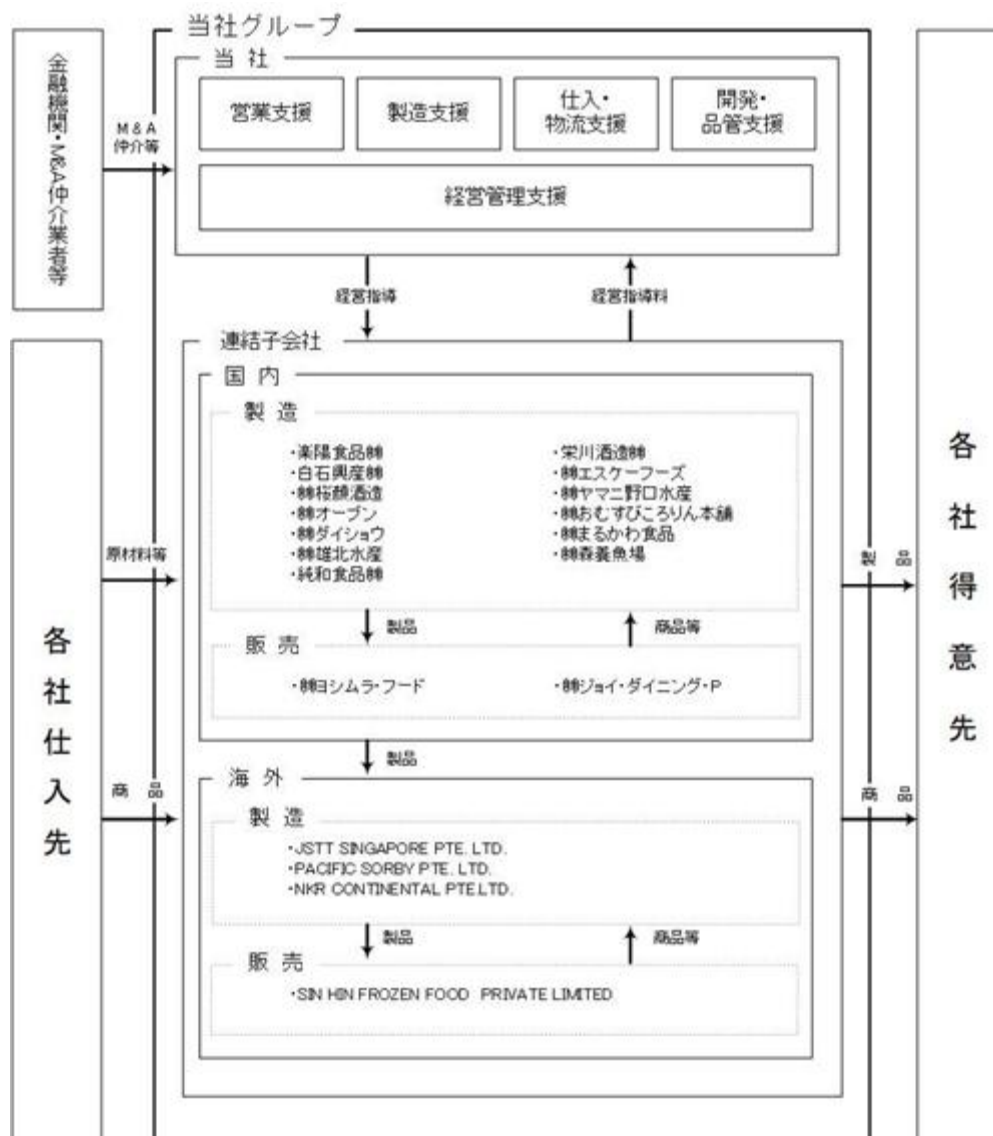 当社グループ
金融機関・M&A仲介業者等
M&A
仲介等
当社
営業支援
製造支援
仕入・
物流支援
開発・
品管支援
経営管理支援
経営指導
経営指導料
連結子会社
国内
製造
・楽陽食品㈱
・白石興産㈱
・㈱桜顔酒造
・㈱オーブン
・㈱ダイショウ
・㈱雄北水産
・純和食品㈱
・栄川酒造㈱
・㈱エスケーフーズ
・㈱ヤマニ野口水産
・㈱おむすびころりん本舗
・㈱まるかわ食品
・㈱森養魚場
製品
商品等
販売
・㈱ヨシムラ・フード
・㈱ジョイ・ダイニング・P
製品
海外
製造
・JSTT SINGAPORE PTE. LTD.
・PACIFIC SORBY PTE. LTD.
・NKR CONTINENTAL PTE.LTD.
製品
商品等
販売
・SIN HIN FROZEN FOOD PRIVATE LIMITED
各社仕入先
原材料等
商品
製品
商品
各社得意先